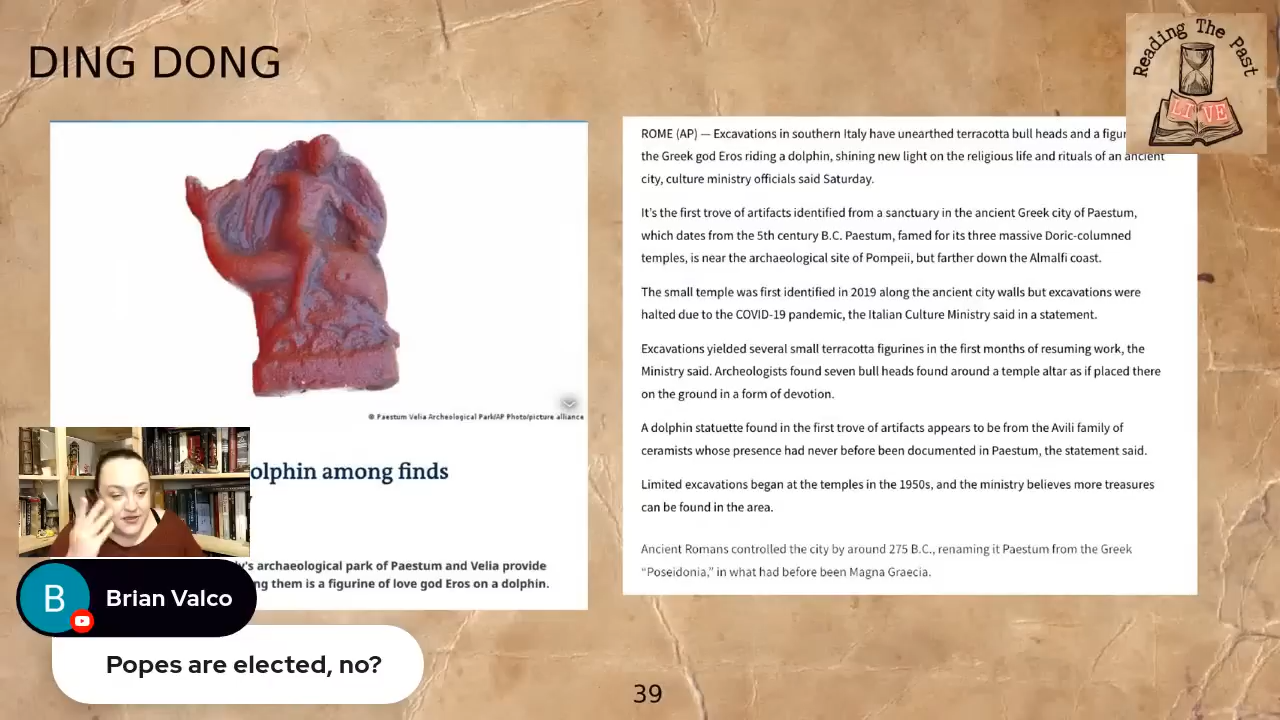 DING DONG
Reading The Past
LIVE
ROME (AP) — Excavations in southern Italy have unearthed terracotta bull heads and a
the Greek god Eros riding a dolphin, shining new light on the religious life and rituals of an ancient
city, culture ministry officials said Saturday.
It's the first trove of artifacts identified from a sanctuary in the ancient Greek city of Paestum,
which dates from the 5th century B.C. Paestum, famed for its three massive Doric-columned
temples, is near the archaeological site of Pompeii, but farther down the Almalfi coast.
The small temple was first identified in 2019 along the ancient city walls but excavations were
halted due to the COVID-19 pandemic, the Italian Culture Ministry said in a statement.
Excavations yielded several small terracotta figurines in the first months of resuming work, the
Ministry said. Archeologists found seven bull heads found around a temple altar as if placed there
on the ground in a form of devotion.
A dolphin statuette found in the first trove of artifacts appears to be from the Avili family of
ceramists whose presence had never before been documented in Paestum, the statement said.
Limited excavations began at the temples in the 1950s, and the ministry believes more treasures
can be found in the area.
Ancient Romans controlled the city by around 275 B.C., renaming it Paestum from the Greek
“Poseidonia,” in what had before been Magna Graecia.
© Paestum Velia Archeological Park/AP Photo/picture alliance
among finds
archaeological park of Paestum and Velia provide
them is a figurine of love god Eros on a dolphin.
B
Brian Valco
Popes are elected, no?
39